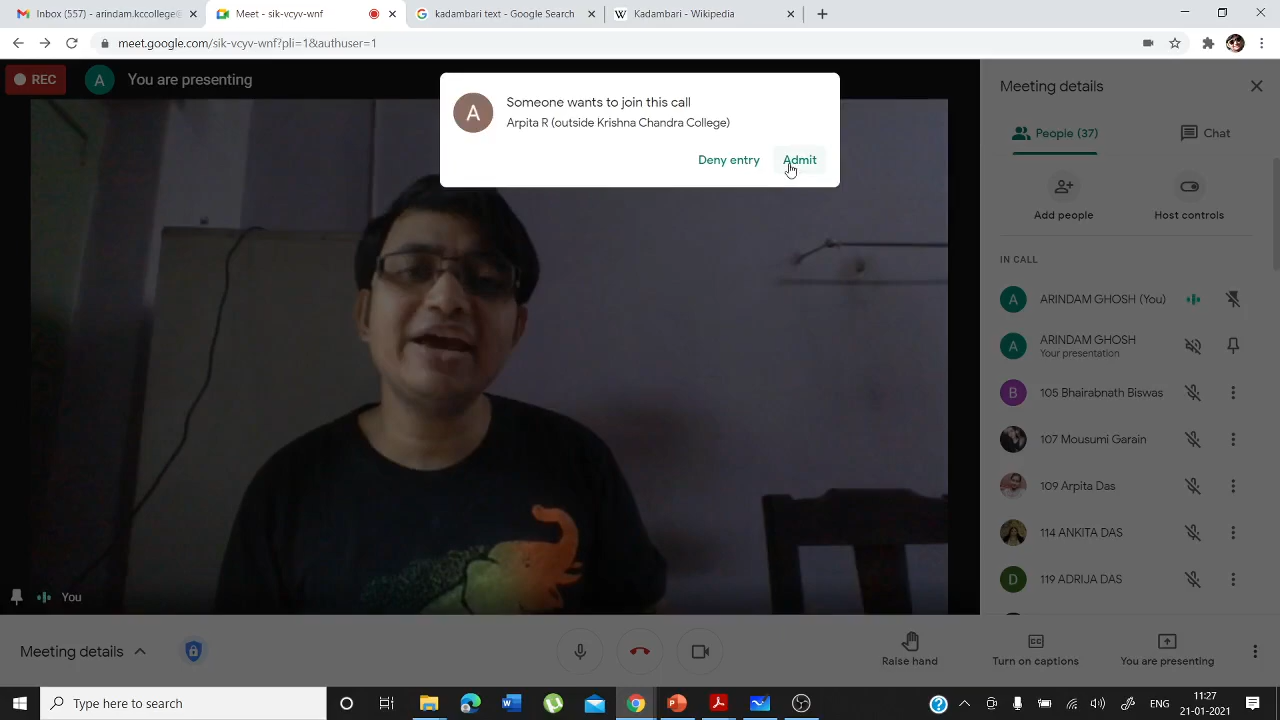 Inbox (557) - arindam.kccollege@
Meet - sik-vcyv-wnf
kadambari text - Google Search
Kadambari - Wikipedia
meet.google.com/sik-vcyv-wnf?pli=1&authuser=1
REC
A
You are presenting
A
Someone wants to join this call
Arpita R (outside Krishna Chandra College)
Deny entry
Admit
Meeting details
People (37)
Chat
Add people
Host controls
IN CALL
A
ARINDAM GHOSH (You)
A
ARINDAM GHOSH
Your presentation
B
105 Bhairabnath Biswas
107 Mousumi Garain
109 Arpita Das
114 ANKITA DAS
D
119 ADRIJA DAS
You
Meeting details
Raise hand
CC
Turn on captions
You are presenting
Type here to search
ENG
11:27
21-01-2021